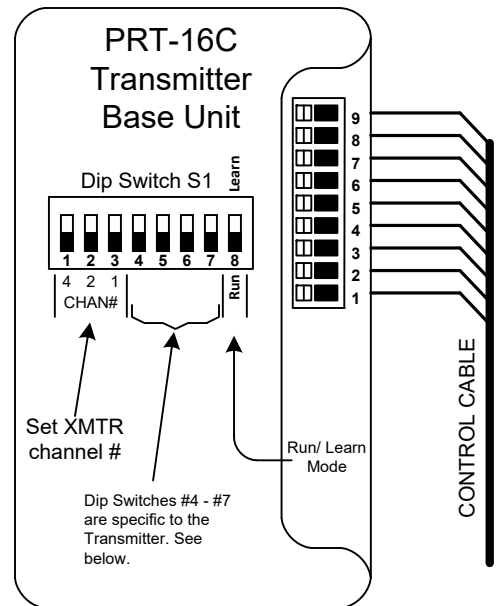 PRT-16C
Transmitter
Base Unit
Dip Switch S1
Learn
1 2 3 4 5 6 7 8
4 2 1
CHAN#
Run
Set XMTR
channel #
Dip Switches #4 - #7
are specific to the
Transmitter. See
below.
Run/ Learn
Mode
9
8
7
6
5
4
3
2
1
CONTROL CABLE